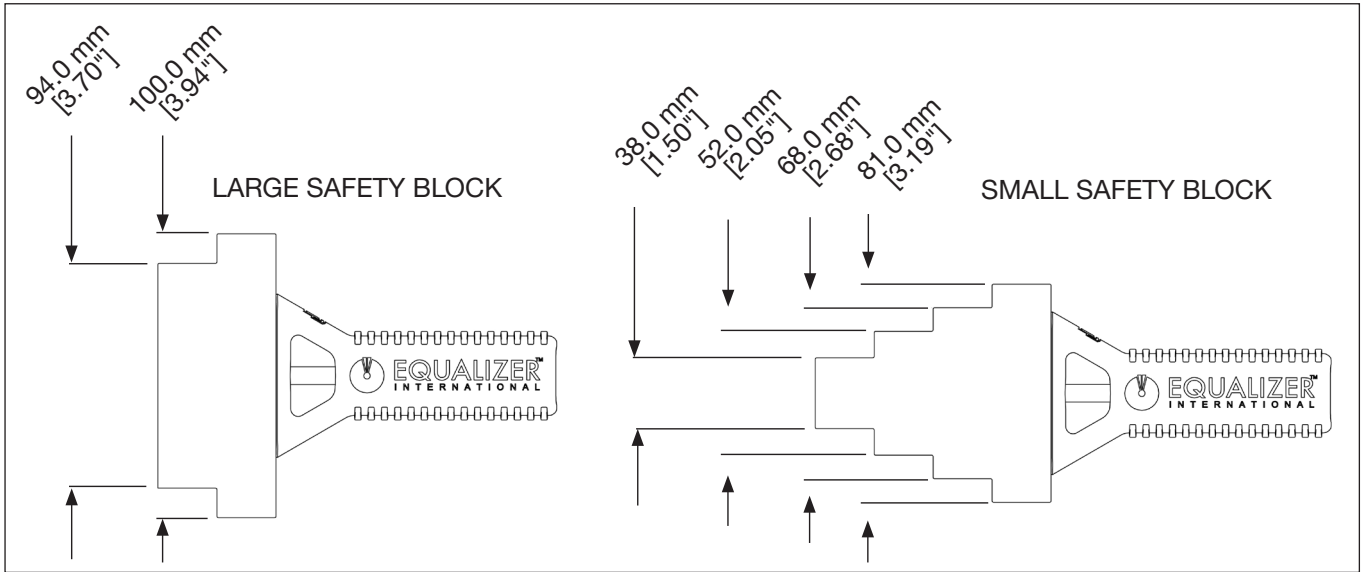 94.0 mm
[3.70"]
100.0 mm
[3.94"]
LARGE SAFETY BLOCK
EQUALIZER™
INTERNATIONAL
38.0 mm
[1.50"]
52.0 mm
[2.05"]
68.0 mm
[2.68"]
81.0 mm
[3.19"]
SMALL SAFETY BLOCK
EQUALIZER™
INTERNATIONAL